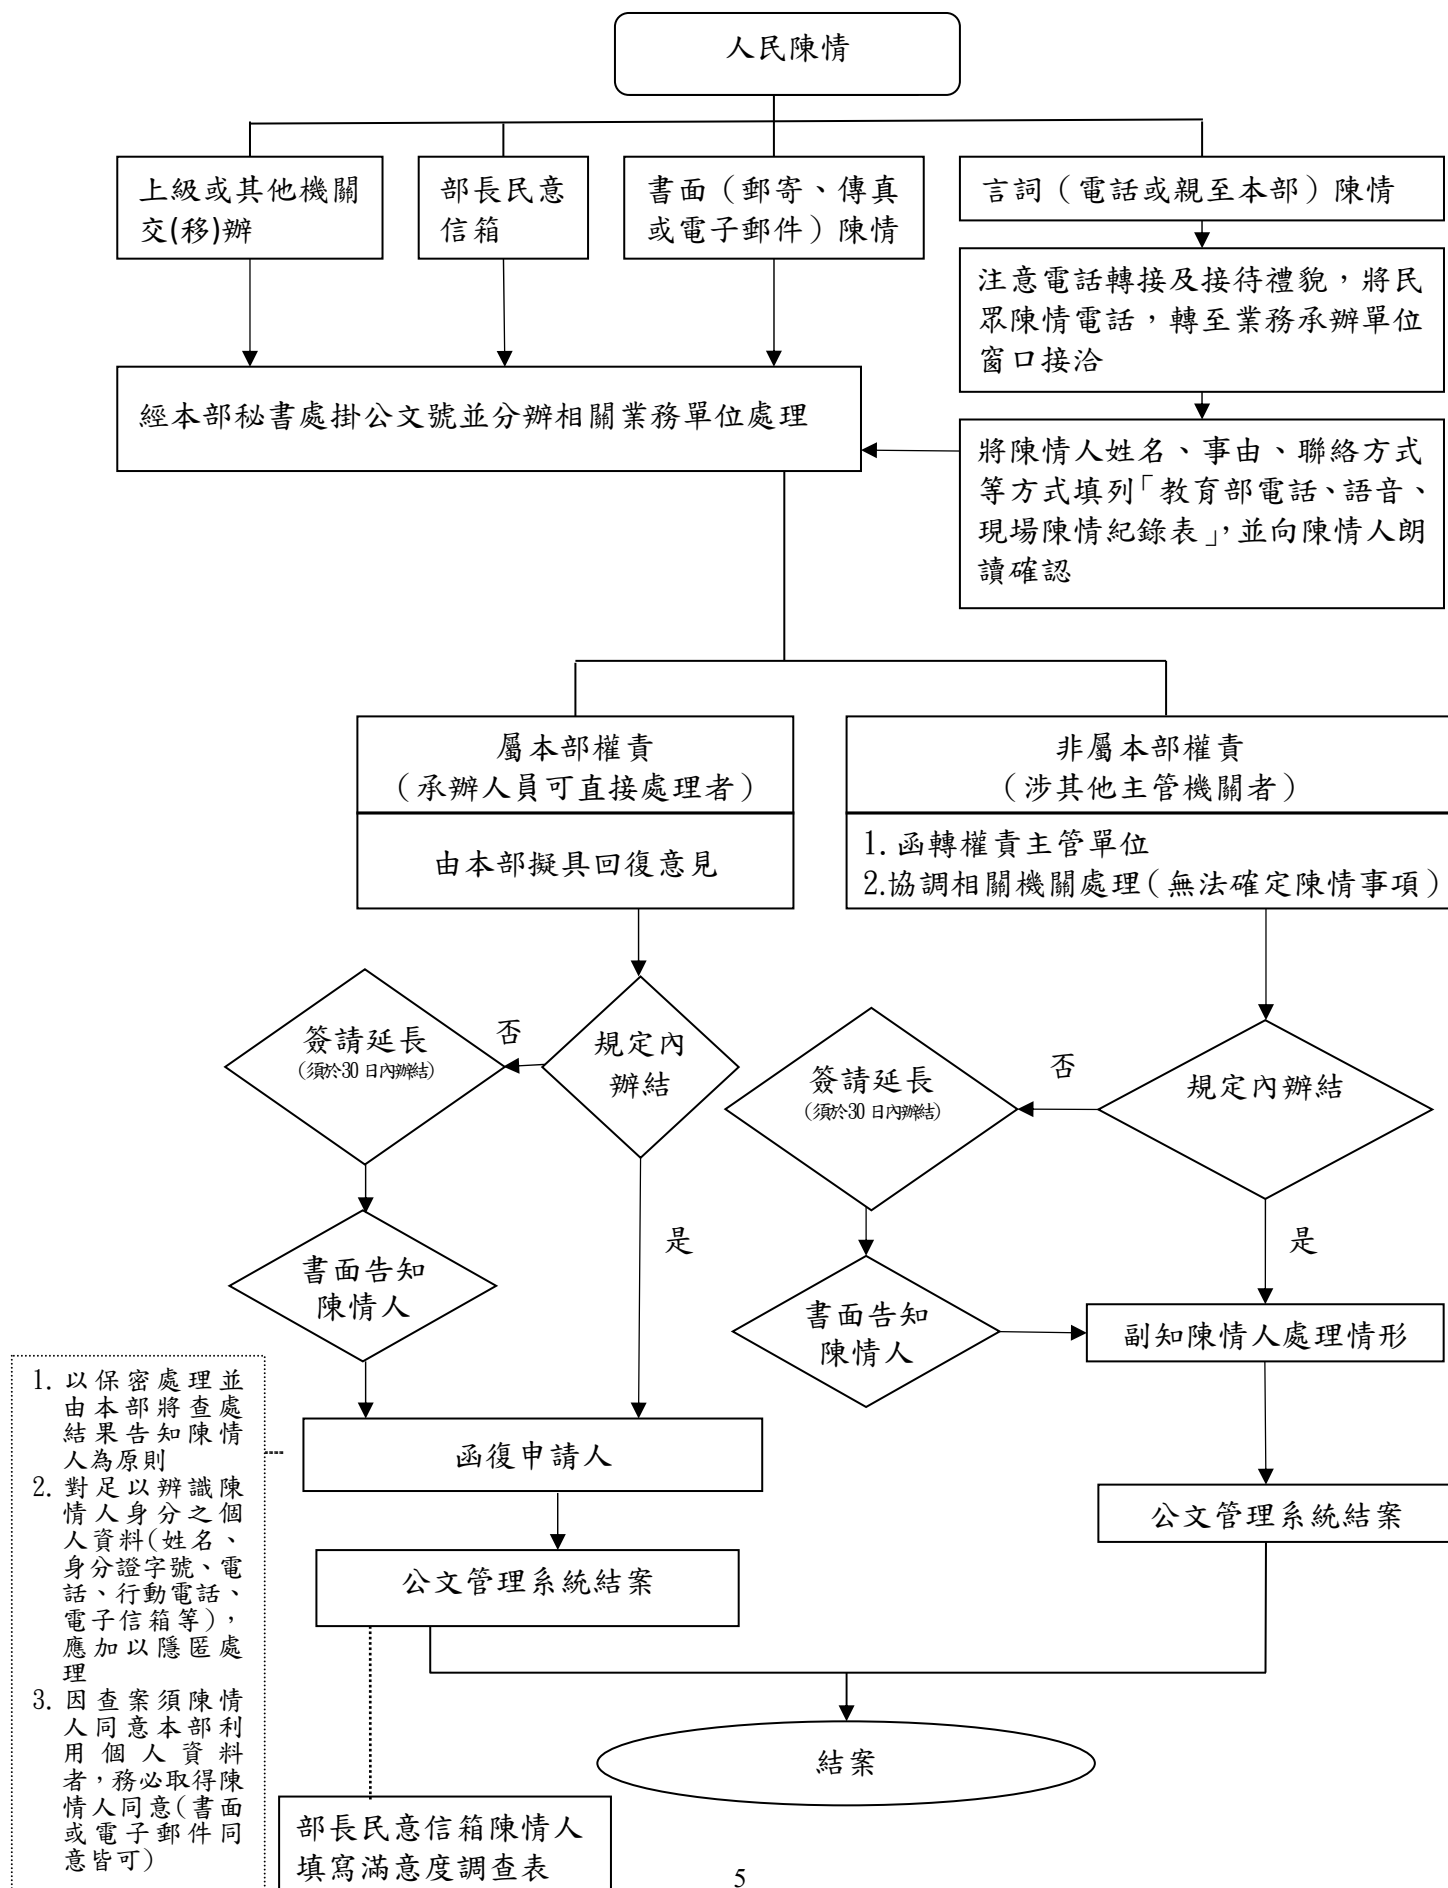 人民陳情
上級或其他機關
交(移)辦
部長民意
信箱
書面（郵寄、傳真
或電子郵件）陳情
言詞（電話或親至本部）陳情
注意電話轉接及接待禮貌，將民
眾陳情電話，轉至業務承辦單位
窗口接洽
經本部秘書處掛公文號並分辦相關業務單位處理
將陳情人姓名、事由、聯絡方式
等方式填列「教育部電話、語音、
現場陳情紀錄表」，並向陳情人朗
讀確認
屬本部權責
（承辦人員可直接處理者）
由本部擬具回復意見
非屬本部權責
（涉其他主管機關者）
1. 函轉權責主管單位
2.協調相關機關處理（無法確定陳情事項）
簽請延長
(須於30 日內辦結)
否
規定內
辦結
簽請延長
(須於30 日內辦結)
否
規定內辦結
是
是
書面告知
陳情人
書面告知
陳情人
副知陳情人處理情形
1. 以保密處理並
由本部將查處
結果告知陳情
人為原則
2. 對足以辨識陳
情人身分之個
人資料(姓名、
身分證字號、電
話、行動電話、
電子信箱等)，
應加以隱匿處
理
3. 因查案須陳情
人同意本部利
用個人資料
者，務必取得陳
情人同意(書面
或電子郵件同
意皆可)
函復申請人
公文管理系統結案
公文管理系統結案
結案
部長民意信箱陳情人
填寫滿意度調查表
5